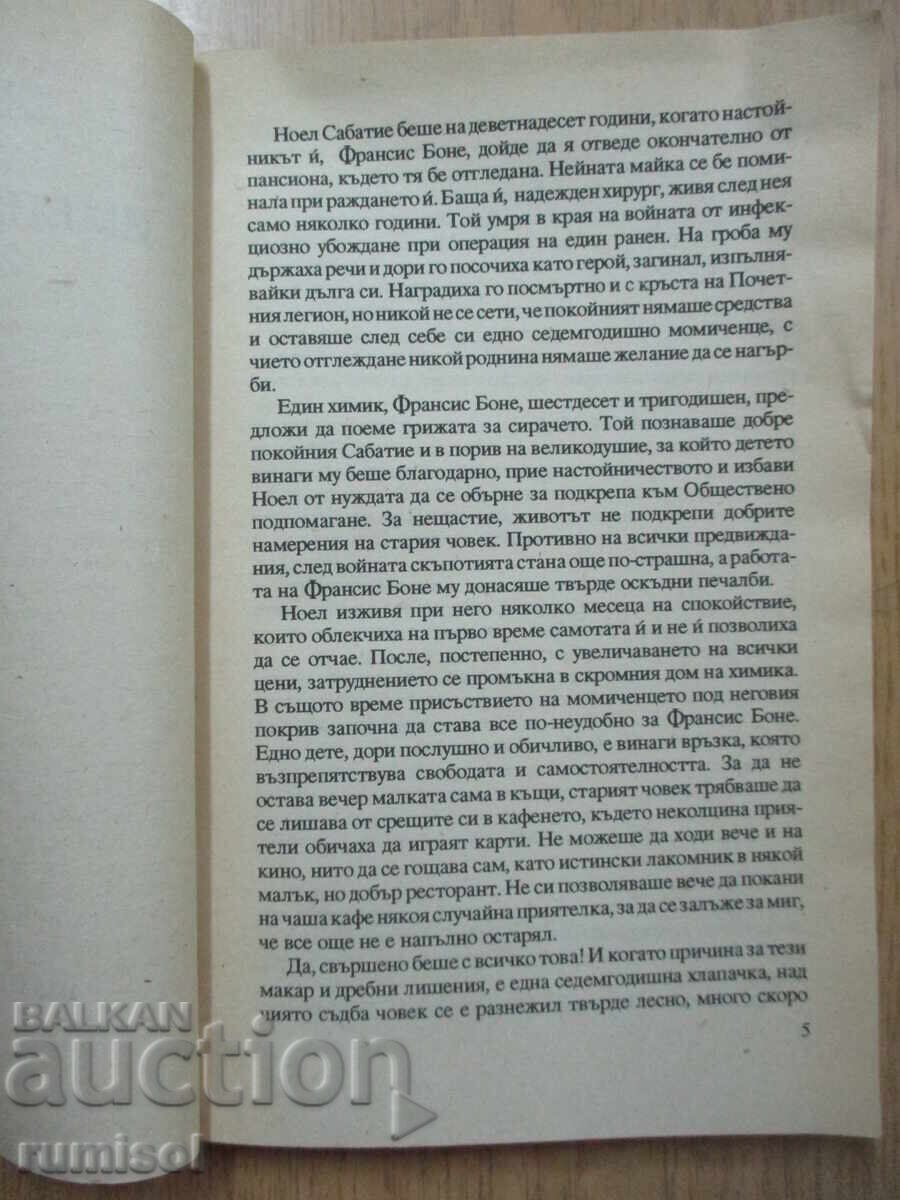 Ноел Сабатие беше на деветнадесет години, когато настой-
никът ѝ, Франсис Боне, дойде да я отведе окончателно от
пансиона, където тя бе отгледана. Нейната майка се бе поми-
нала при раждането ѝ. Баща ѝ, надежден хирург, живя след нея
само няколко години. Той умря в края на войната от инфек-
циозно убождане при операция на един ранен. На гроба му
държаха речи и дори го посочиха като герой, загинал, изпълня-
вайки дълга си. Наградиха го посмъртно и с кръста на Почет-
ния легион, но никой не се сети, че покойният нямаше средства
и оставяше след себе си едно седемгодишно момиченце, с
чието отглеждане никой роднина нямаше желание да се нагър-
би.
Един химик, Франсис Боне, шестдесет и тригодишен, пред-
ложи да поеме грижата за сирачето. Той познаваше добре
покойния Сабатие и в порив на великодушие, за който детето
винаги му беше благодарно, прие настойничеството и избави
Ноел от нуждата да се обърне за подкрепа към Обществено
подпомагане. За нещастие, животът не подкрепи добрите
намерения на стария човек. Противно на всички предвижда-
ния, след войната скъпотията стана още по-страшна, а работа-
та на Франсис Боне му донасяше твърде оскъдни печалби.
Ноел изживя при него няколко месеца на спокойствие,
които облекчиха на първо време самотата ѝ и не ѝ позволиха
да се отчае. После, постепенно, с увеличаването на всички
цени, затруднението се промъкна в скромния дом на химика.
В същото време присъствието на момиченцето под неговия
покрив започна да става все по-неудобно за Франсис Боне.
Едно дете, дори послушно и обичливо, е винаги връзка, която
възпрепятствува свободата и самостоятелността. За да не
остава вечер малката сама в къщи, старият човек трябваше да
се лишава от срещите си в кафенето, където неколцина прия-
тели обичаха да играят карти. Не можеше да ходи вече и на
кино, нито да се гощава сам, като истински лакомник в някой
малък, но добър ресторант. Не си позволяваше вече да покани
на чаша кафе някоя случайна приятелка, за да се залъже за миг,
че все още не е напълно остарял.
Да, свършено беше с всичко това! И когато причина за тези
макар и дребни лишения, е една седемгодишна хлапачка, над
чиято съдба човек се е разнежил твърде лесно, много скоро
5
BALKAN
auction
rumisol